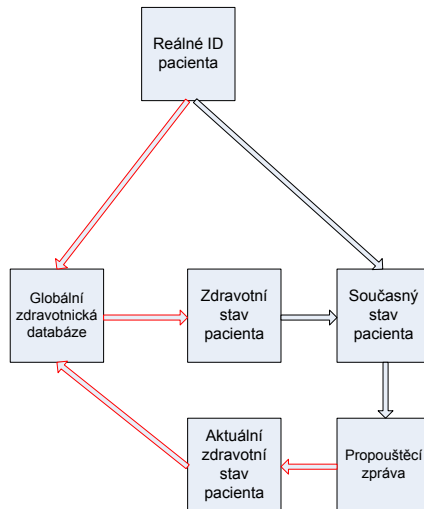 Reálné ID
pacienta
Globální
zdravotnická
databáze
Zdravotní
stav
pacienta
Současný
stav
pacienta
Aktuální
zdravotní
stav
pacienta
Propouštěcí
zpráva